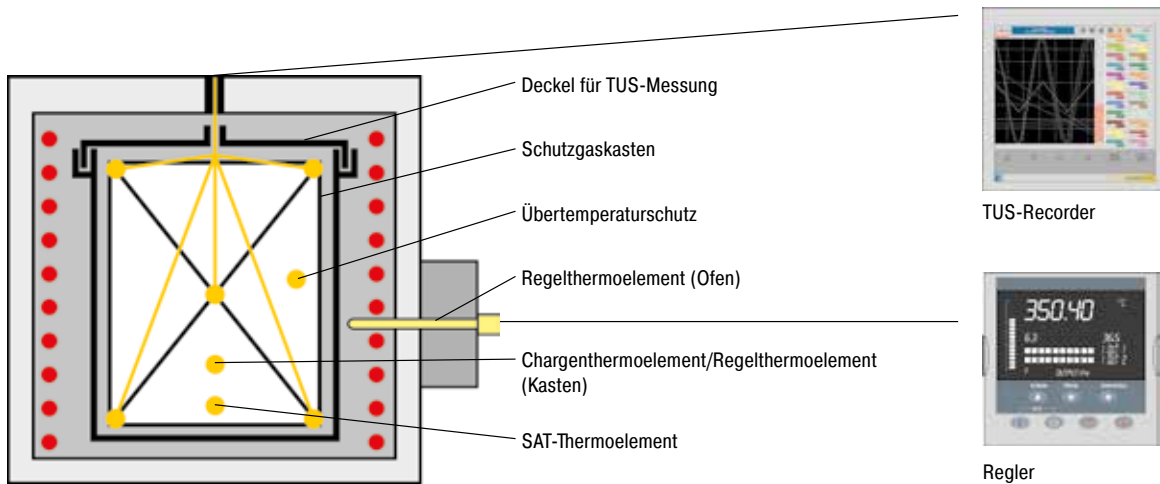 Deckel für TUS-Messung
Schutzgaskasten
Übertemperaturschutz
Regelthermoelement (Ofen)
Chargenthermoelement/Regelthermoelement
(Kasten)
SAT-Thermoelement
TUS-Recorder
350.40 °C
Regler